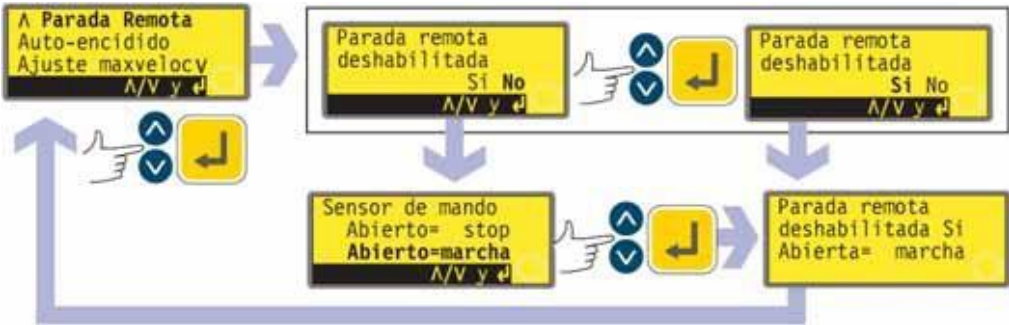 Λ Parada Remota
Auto-encidido
Ajuste maxvelocV
Λ/V y ↲
Parada remota
deshabilitada
Si No
Λ/V y ↲
Parada remota
deshabilitada
Si No
Λ/V y ↲
Sensor de mando
Abierto= stop
Abierto=marcha
Λ/V y ↲
Parada remota
deshabilitada Si
Abierta= marcha